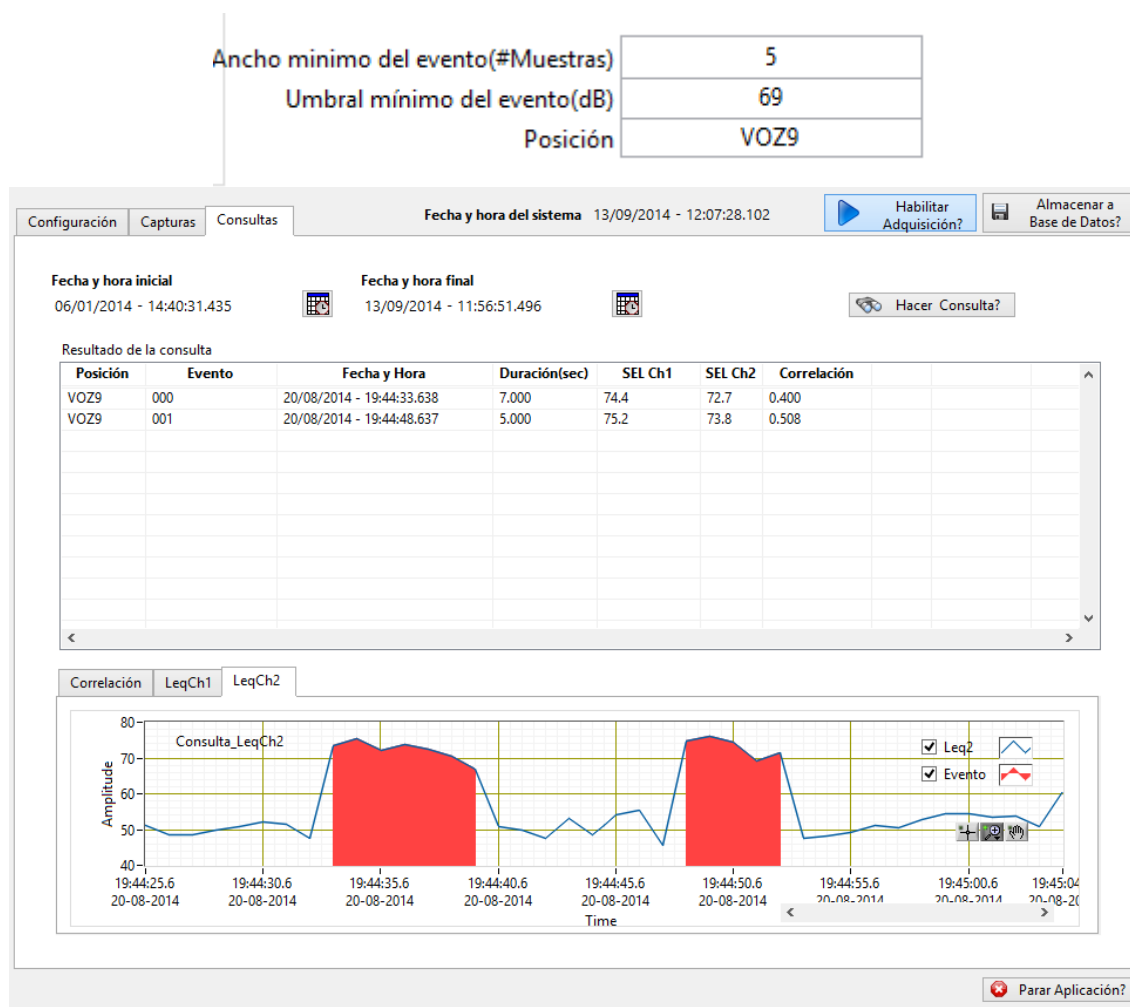 Ancho minimo del evento(#Muestras) 5
Umbral mínimo del evento(dB) 69
Posición VOZ9
Configuración Capturas Consultas Fecha y hora del sistema 13/09/2014 - 12:07:28.102 Habilitar Adquisición? Almacenar a Base de Datos?
Fecha y hora inicial Fecha y hora final
06/01/2014 - 14:40:31.435 13/09/2014 - 11:56:51.496 Hacer Consulta?
Resultado de la consulta
Posición Evento Fecha y Hora Duración(sec) SEL Ch1 SEL Ch2 Correlación
VOZ9 000 20/08/2014 - 19:44:33.638 7.000 74.4 72.7 0.400
VOZ9 001 20/08/2014 - 19:44:48.637 5.000 75.2 73.8 0.508
Correlación LeqCh1 LeqCh2
80
Consulta_LeqCh2 Leq2
70
Evento
60
50
40
Amplitude
19:44:25.6 19:44:30.6 19:44:35.6 19:44:40.6 19:44:45.6 19:44:50.6 19:44:55.6 19:45:00.6 19:45:04
20-08-2014 20-08-2014 20-08-2014 20-08-2014 20-08-2014 20-08-2014 20-08-2014 20-08-2014 20-08-20
Time
Parar Aplicación?